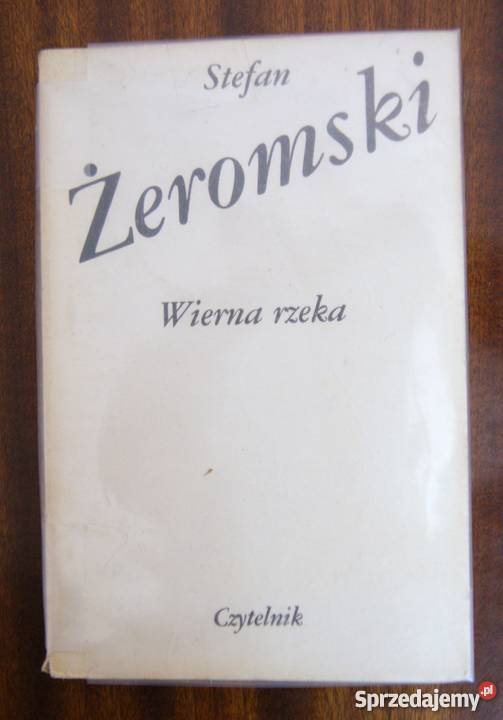 Stefan
Żeromski
Wierna rzeka
Czytelnik
Sprzedajemy.pl